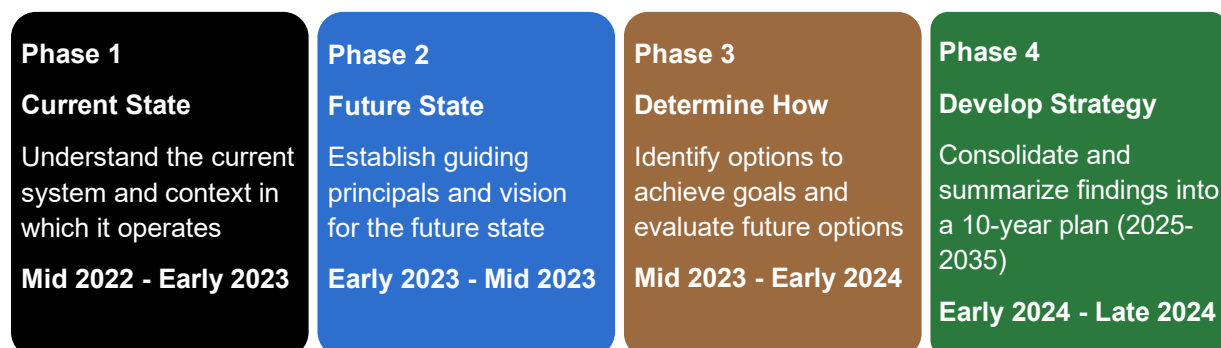 Phase 1
Current State
Understand the current
system and context in
which it operates
Mid 2022 - Early 2023
Phase 2
Future State
Establish guiding
principals and vision
for the future state
Early 2023 - Mid 2023
Phase 3
Determine How
Identify options to
achieve goals and
evaluate future options
Mid 2023 - Early 2024
Phase 4
Develop Strategy
Consolidate and
summarize findings into
a 10-year plan (2025-
2035)
Early 2024 - Late 2024